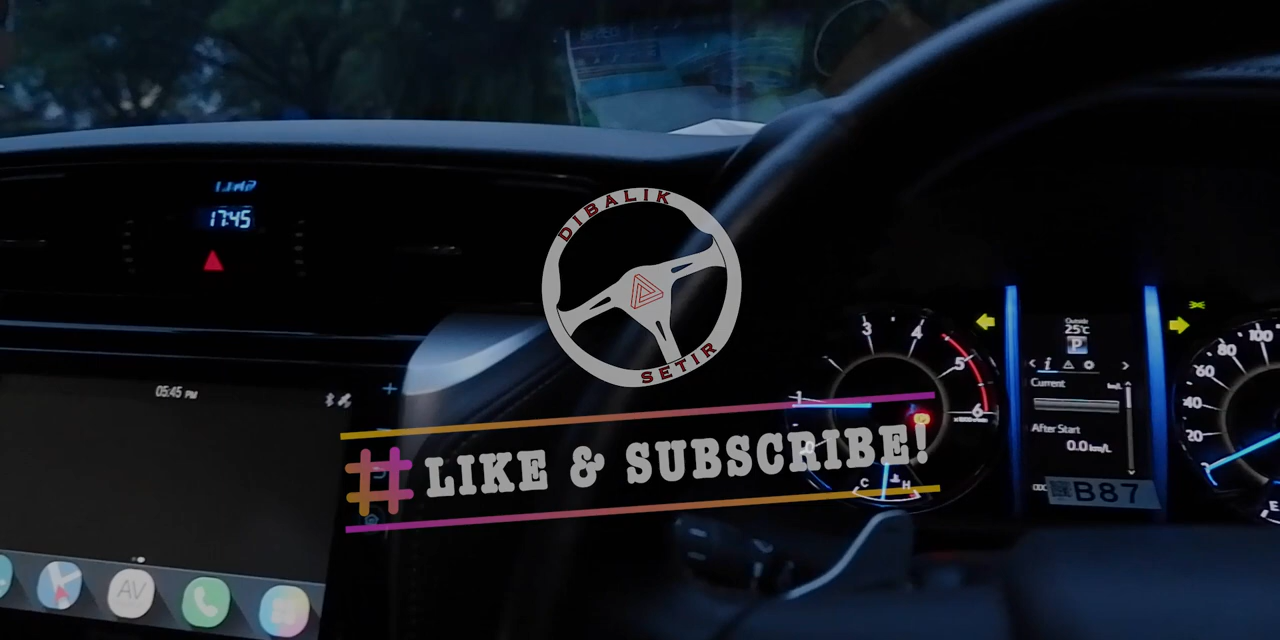 17:45
DIBALIK
SETIR
05:45 PM
AV
# LIKE & SUBSCRIBE!
1
3
4
5
6
C
H
Outside
25°C
P
i
Current
After Start
0.0 km/L
B87
20
40
60
80
100
E